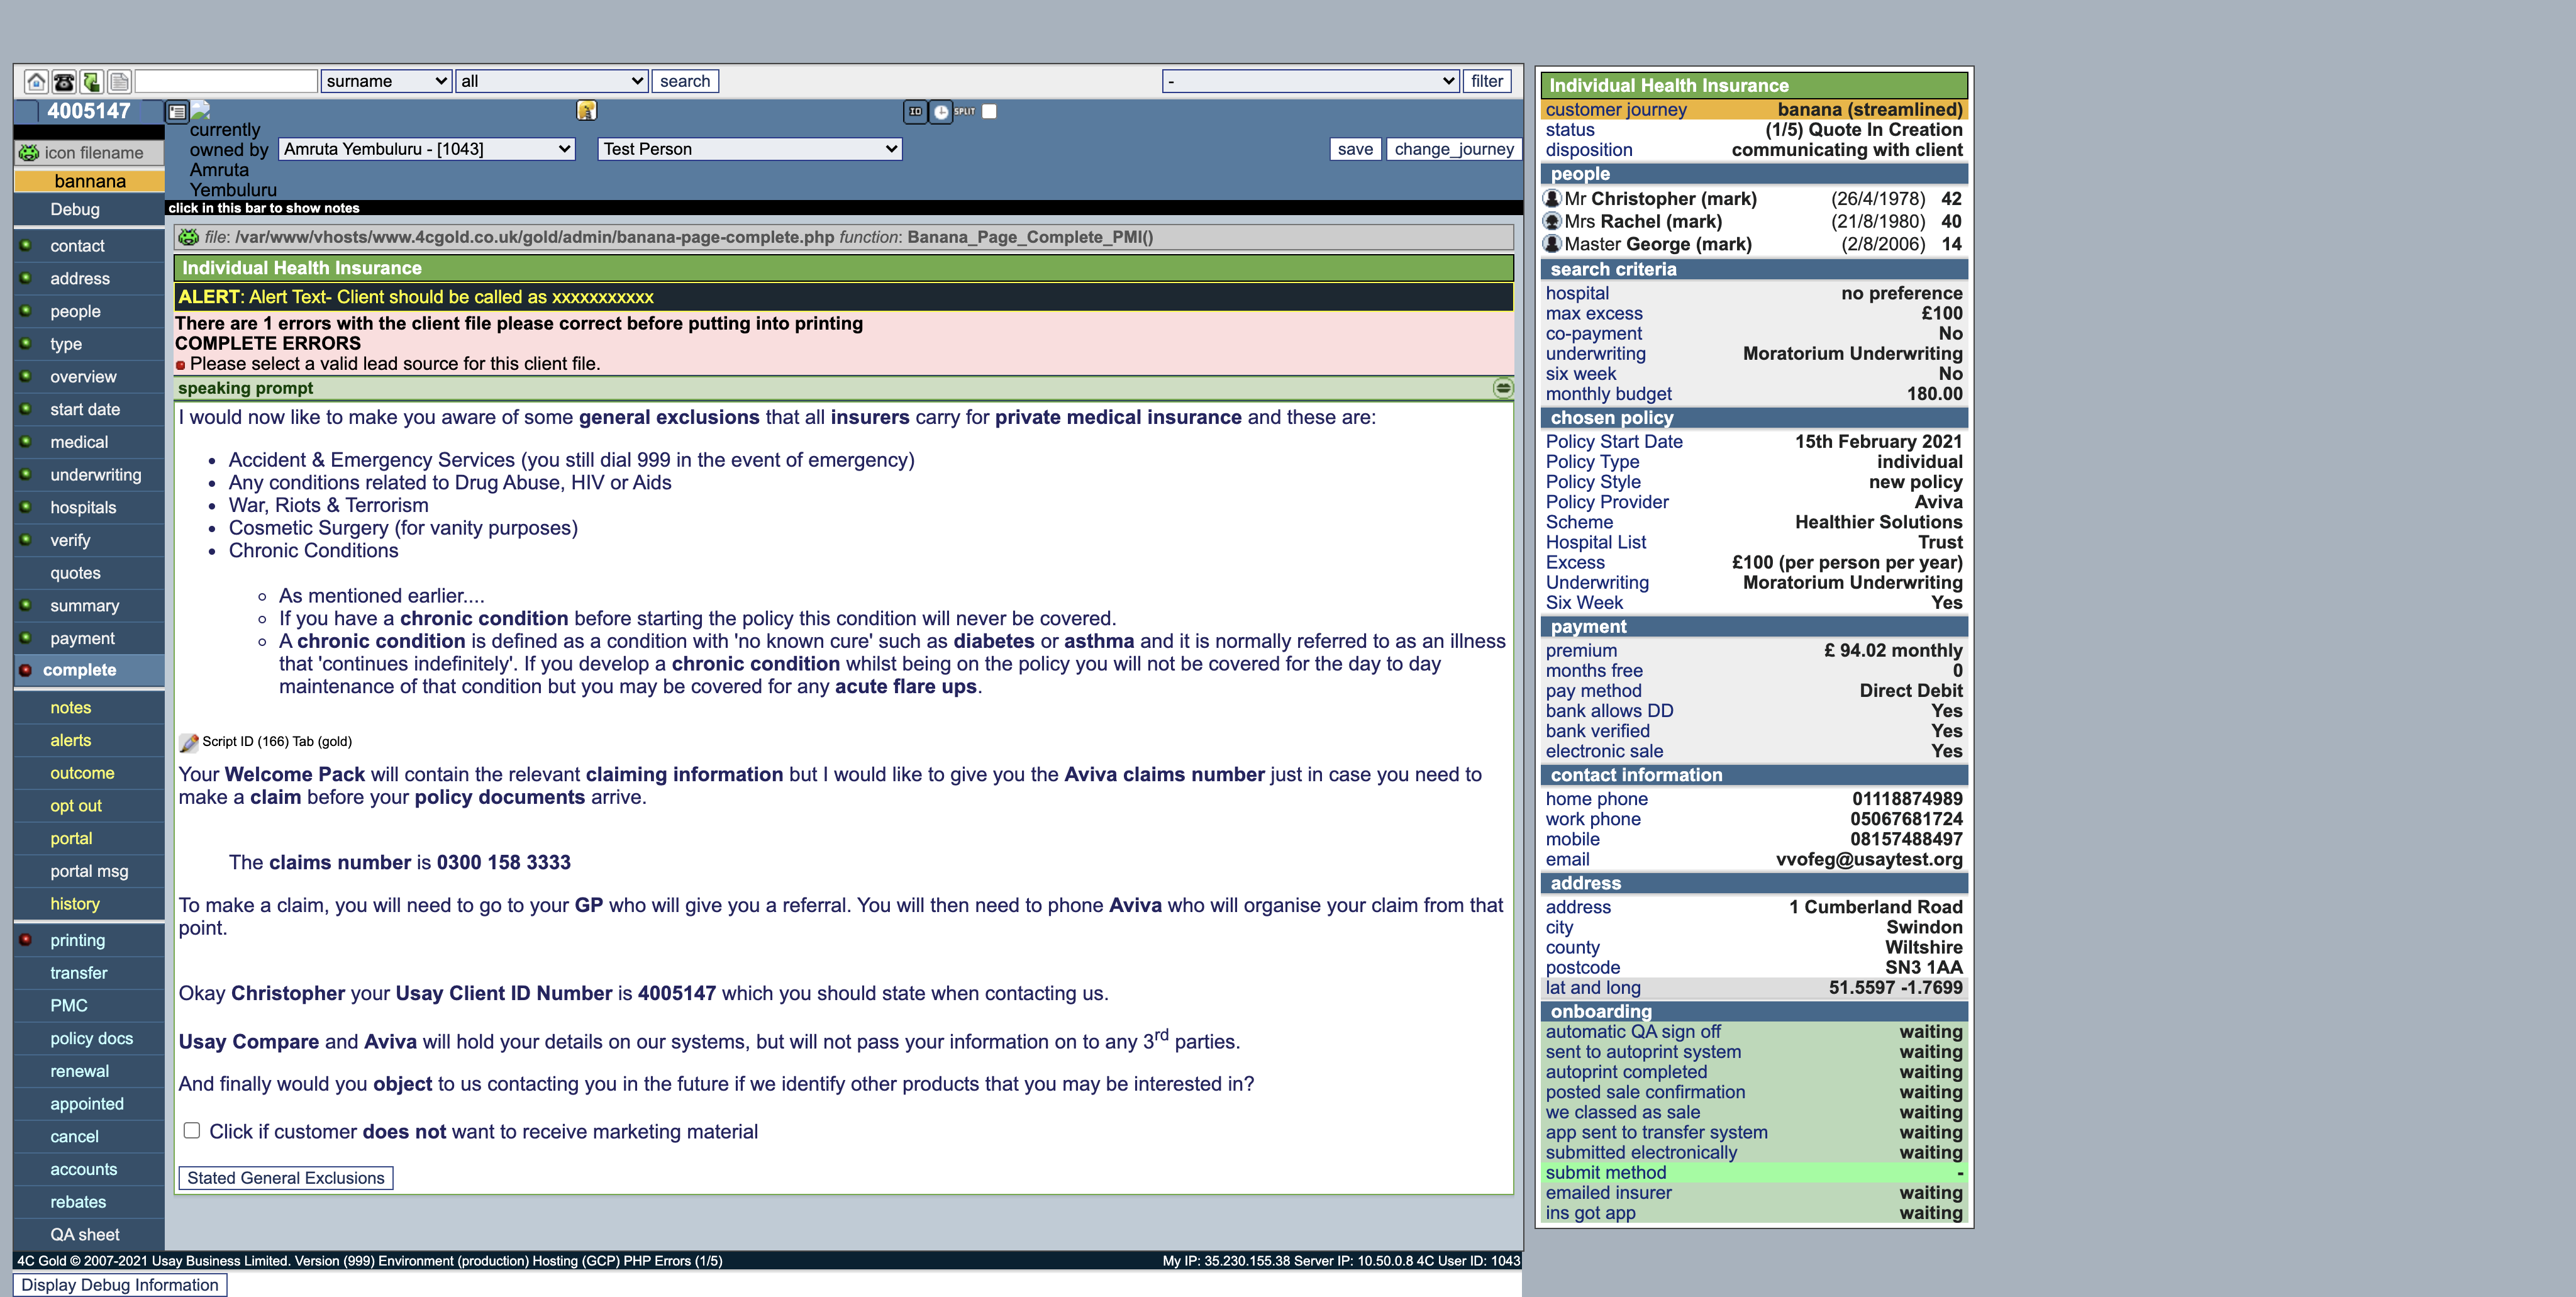 surname all search - filter
4005147
currently owned by Amruta Yembuluru
Amruta Yembuluru - [1043] Test Person
ID SPLIT
save change_journey
icon filename
bannana
Debug
contact
address
people
type
overview
start date
medical
underwriting
hospitals
verify
quotes
summary
payment
complete
notes
alerts
outcome
opt out
portal
portal msg
history
printing
transfer
PMC
policy docs
renewal
appointed
cancel
accounts
rebates
QA sheet
click in this bar to show notes
file: /var/www/vhosts/www.4cgold.co.uk/gold/admin/banana-page-complete.php function: Banana_Page_Complete_PMI()
Individual Health Insurance
ALERT: Alert Text- Client should be called as xxxxxxxxxxx
There are 1 errors with the client file please correct before putting into printing
COMPLETE ERRORS
Please select a valid lead source for this client file.
speaking prompt
I would now like to make you aware of some general exclusions that all insurers carry for private medical insurance and these are:
• Accident & Emergency Services (you still dial 999 in the event of emergency)
• Any conditions related to Drug Abuse, HIV or Aids
• War, Riots & Terrorism
• Cosmetic Surgery (for vanity purposes)
• Chronic Conditions
◦ As mentioned earlier....
◦ If you have a chronic condition before starting the policy this condition will never be covered.
◦ A chronic condition is defined as a condition with 'no known cure' such as diabetes or asthma and it is normally referred to as an illness
that 'continues indefinitely'. If you develop a chronic condition whilst being on the policy you will not be covered for the day to day
maintenance of that condition but you may be covered for any acute flare ups.
Script ID (166) Tab (gold)
Your Welcome Pack will contain the relevant claiming information but I would like to give you the Aviva claims number just in case you need to
make a claim before your policy documents arrive.
The claims number is 0300 158 3333
To make a claim, you will need to go to your GP who will give you a referral. You will then need to phone Aviva who will organise your claim from that
point.
Okay Christopher your Usay Client ID Number is 4005147 which you should state when contacting us.
Usay Compare and Aviva will hold your details on our systems, but will not pass your information on to any 3rd parties.
And finally would you object to us contacting you in the future if we identify other products that you may be interested in?
Click if customer does not want to receive marketing material
Stated General Exclusions
4C Gold © 2007-2021 Usay Business Limited. Version (999) Environment (production) Hosting (GCP) PHP Errors (1/5) My IP: 35.230.155.38 Server IP: 10.50.0.8 4C User ID: 1043
Display Debug Information
Individual Health Insurance
customer journey banana (streamlined)
status (1/5) Quote In Creation
disposition communicating with client
people
Mr Christopher (mark) (26/4/1978) 42
Mrs Rachel (mark) (21/8/1980) 40
Master George (mark) (2/8/2006) 14
search criteria
hospital no preference
max excess £100
co-payment No
underwriting Moratorium Underwriting
six week No
monthly budget 180.00
chosen policy
Policy Start Date 15th February 2021
Policy Type individual
Policy Style new policy
Policy Provider Aviva
Scheme Healthier Solutions
Hospital List Trust
Excess £100 (per person per year)
Underwriting Moratorium Underwriting
Six Week Yes
payment
premium £ 94.02 monthly
months free 0
pay method Direct Debit
bank allows DD Yes
bank verified Yes
electronic sale Yes
contact information
home phone 01118874989
work phone 05067681724
mobile 08157488497
email vvofeg@usaytest.org
address
address 1 Cumberland Road
city Swindon
county Wiltshire
postcode SN3 1AA
lat and long 51.5597 -1.7699
onboarding
automatic QA sign off waiting
sent to autoprint system waiting
autoprint completed waiting
posted sale confirmation waiting
we classed as sale waiting
app sent to transfer system waiting
submitted electronically waiting
submit method -
emailed insurer waiting
ins got app waiting